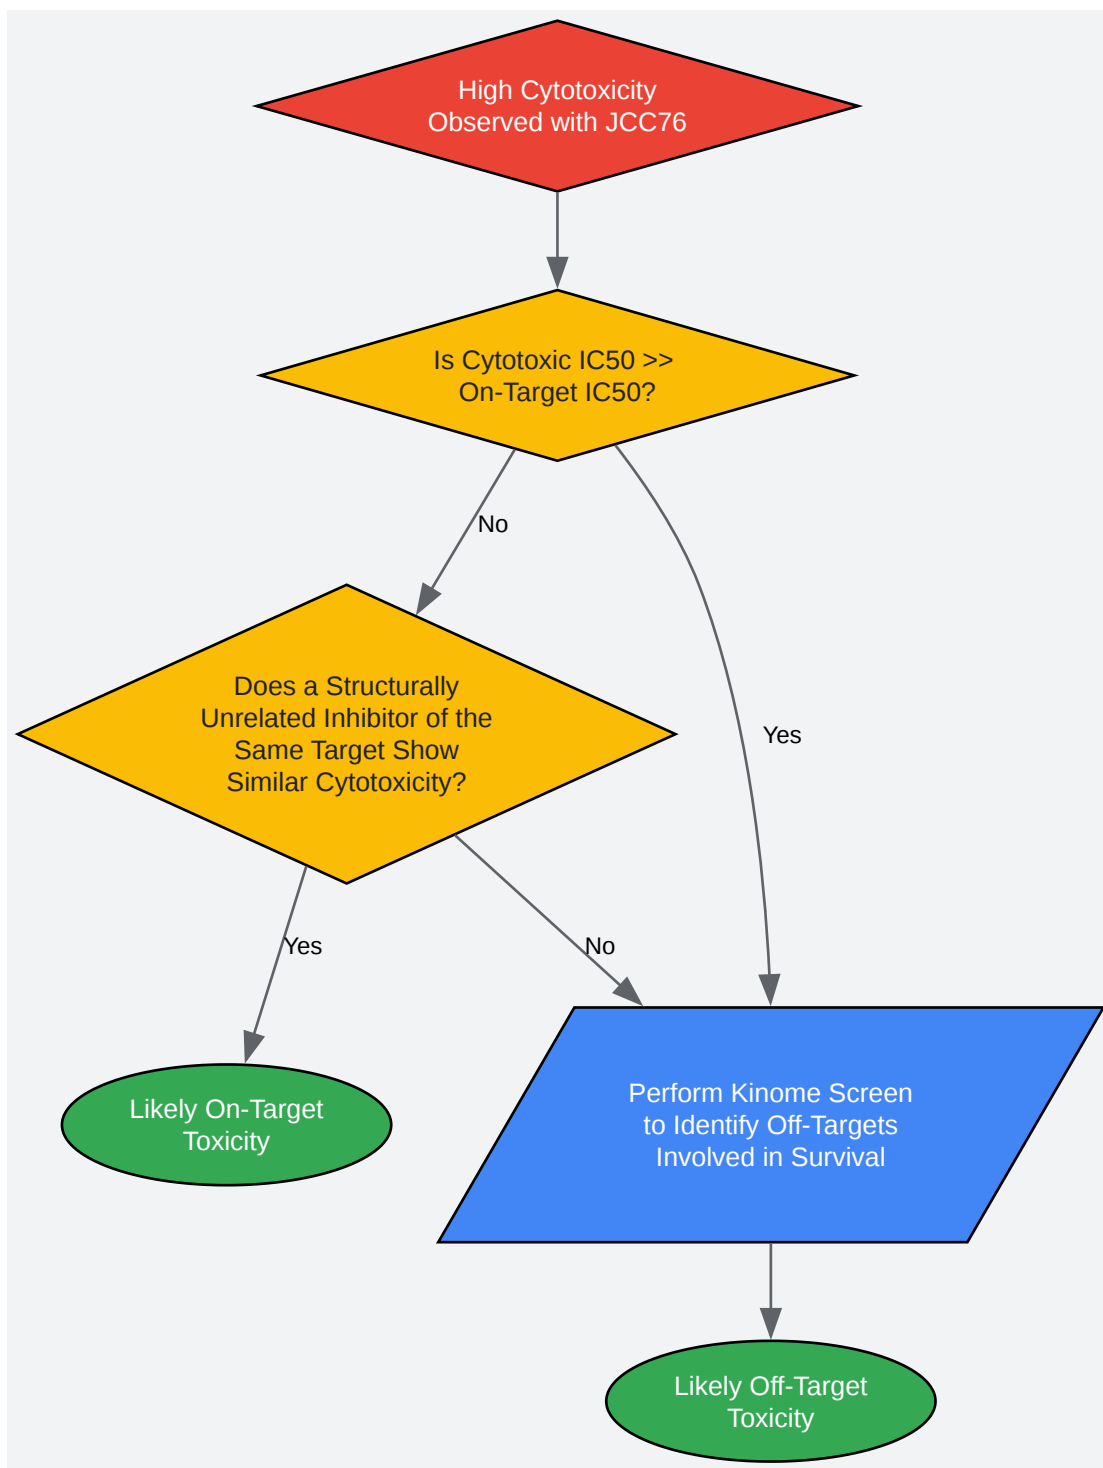 High Cytotoxicity
Observed with JCC76
Is Cytotoxic IC50 >>
On-Target IC50?
No
Does a Structurally
Unrelated Inhibitor of the
Same Target Show
Similar Cytotoxicity?
Yes
Yes
No
Perform Kinome Screen
to Identify Off-Targets
Involved in Survival
Likely On-Target
Toxicity
Likely Off-Target
Toxicity